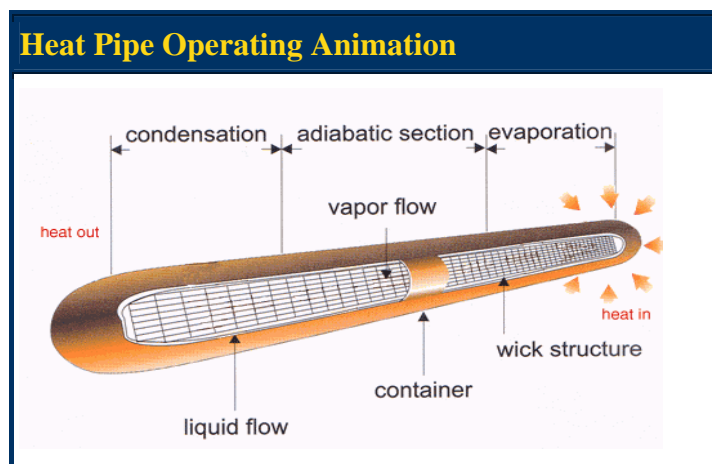 Heat Pipe Operating Animation
condensation
adiabatic section
evaporation
vapor flow
heat out
heat in
wick structure
container
liquid flow